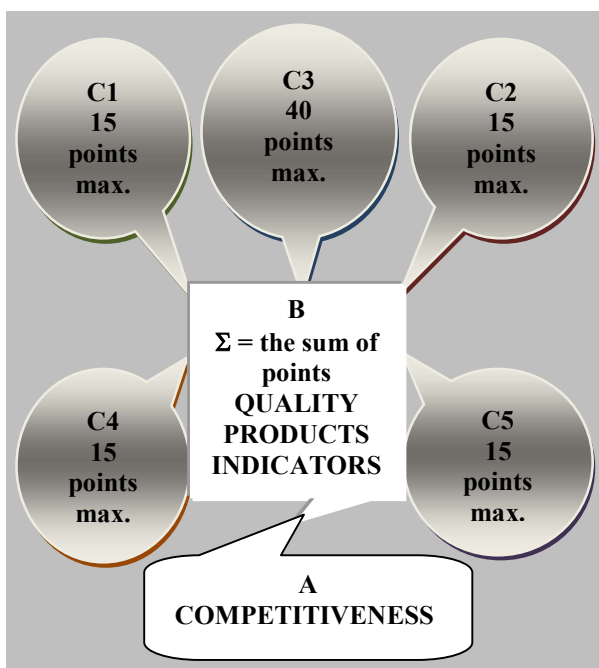 C1
15
points
max.
C3
40
points
max.
C2
15
points
max.
B
Σ = the sum of
points
QUALITY
PRODUCTS
INDICATORS
C4
15
points
max.
C5
15
points
max.
A
COMPETITIVENESS